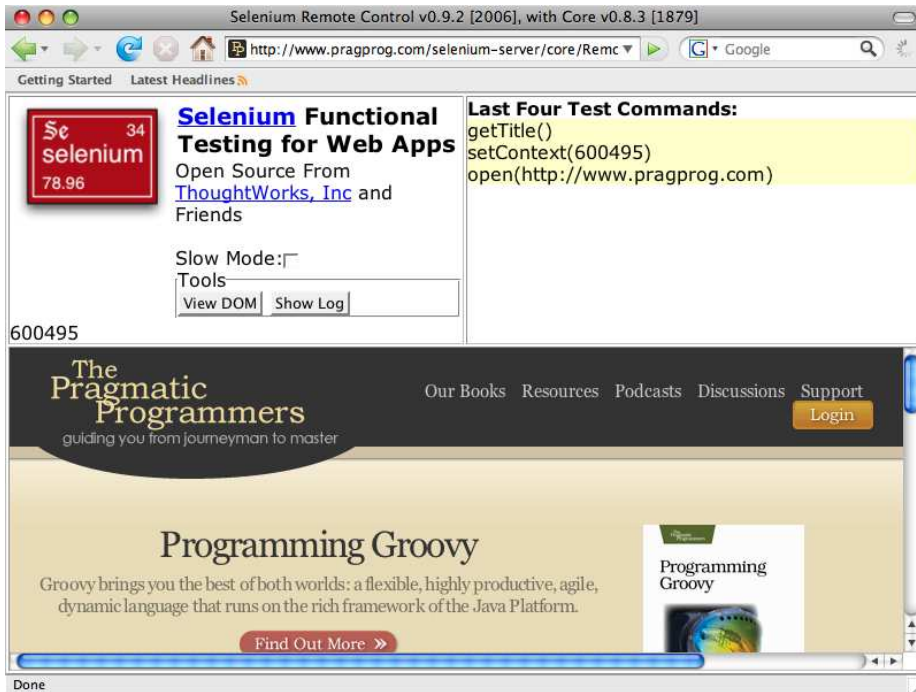 Selenium Remote Control v0.9.2 [2006], with Core v0.8.3 [1879]
http://www.pragprog.com/selenium-server/core/Remc
G Google
Getting Started Latest Headlines
Se 34
selenium
78.96
Selenium Functional
Testing for Web Apps
Open Source From
ThoughtWorks, Inc and
Friends
Slow Mode:
Tools
View DOM Show Log
600495
Last Four Test Commands:
getTitle()
setContext(600495)
open(http://www.pragprog.com)
The
Pragmatic
Programmers
guiding you from journeyman to master
Our Books Resources Podcasts Discussions Support
Login
Programming Groovy
Groovy brings you the best of both worlds: a flexible, highly productive, agile,
dynamic language that runs on the rich framework of the Java Platform.
Find Out More »
Programming
Groovy
Done